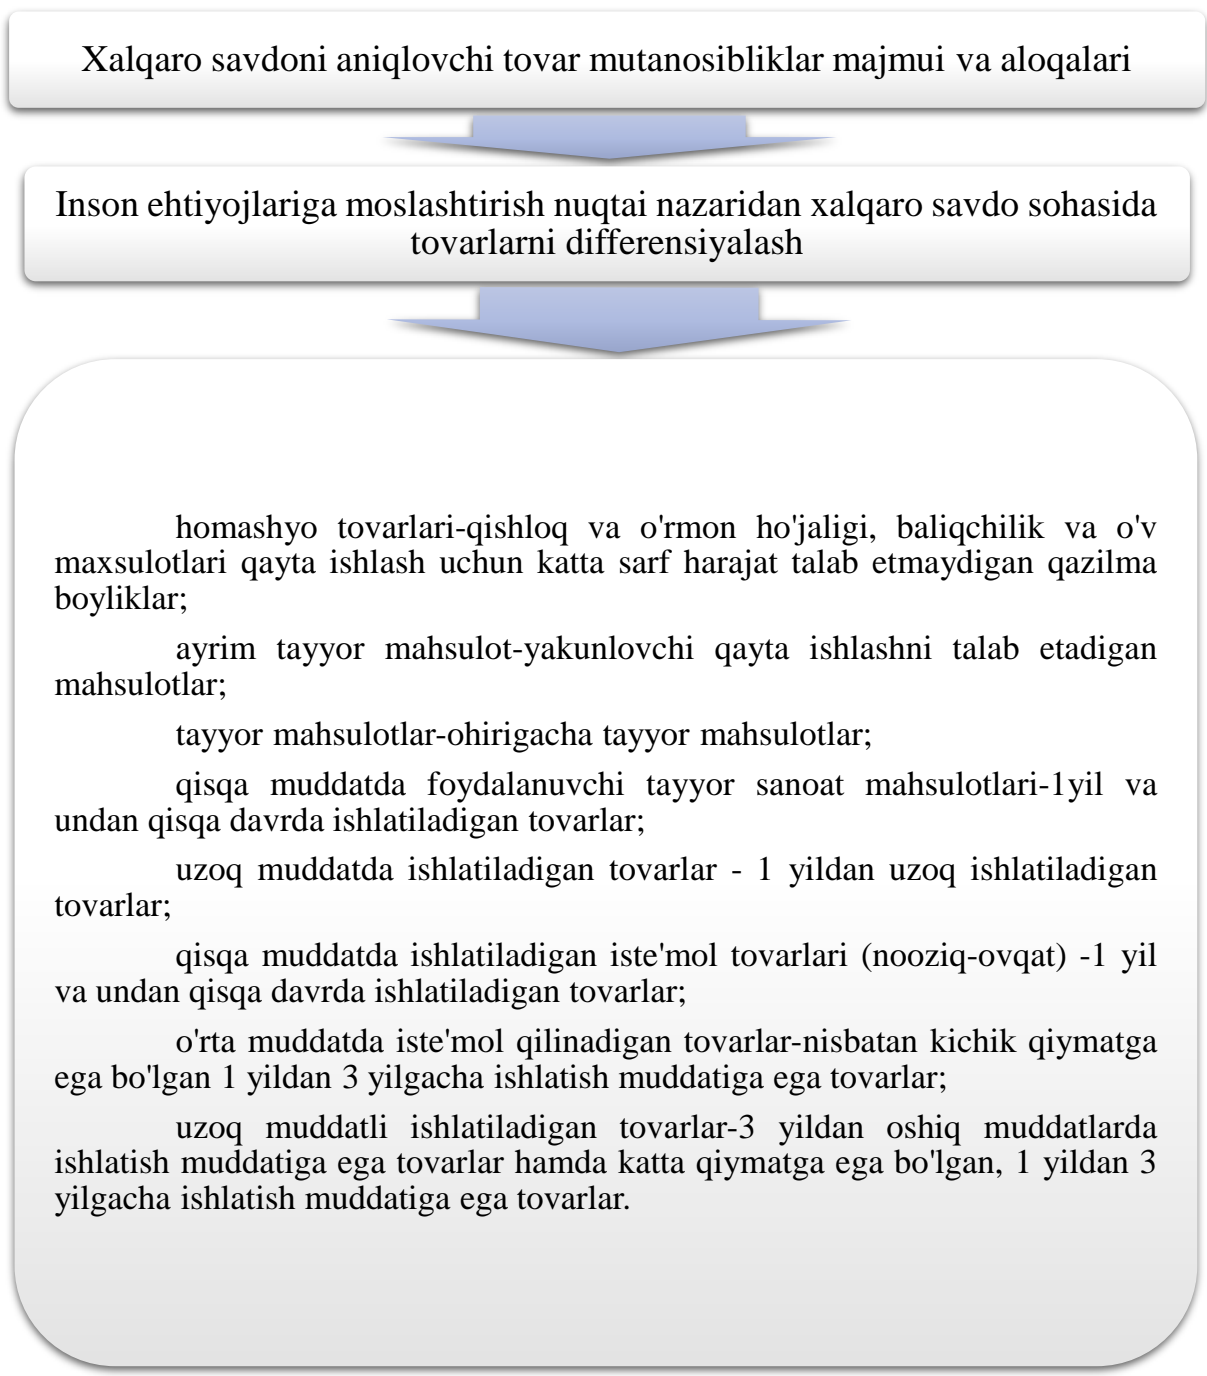 Xalqaro savdoni aniqlovchi tovar mutanosibliklar majmui va aloqalari
Inson ehtiyojlariga moslashtirish nuqtai nazaridan xalqaro savdo sohasida
tovarlarni differensiyalash
homashyo tovarlari-qishloq va o'rmon ho'jaligi, baliqchilik va o'v
maxsulotlari qayta ishlash uchun katta sarf harajat talab etmaydigan qazilma
boyliklar;
ayrim tayyor mahsulot-yakunlovchi qayta ishlashni talab etadigan
mahsulotlar;
tayyor mahsulotlar-ohirigacha tayyor mahsulotlar;
qisqa muddatda foydalanuvchi tayyor sanoat mahsulotlari-1yil va
undan qisqa davrda ishlatiladigan tovarlar;
uzoq muddatda ishlatiladigan tovarlar - 1 yildan uzoq ishlatiladigan
tovarlar;
qisqa muddatda ishlatiladigan iste'mol tovarlari (nooziq-ovqat) -1 yil
va undan qisqa davrda ishlatiladigan tovarlar;
o'rta muddatda iste'mol qilinadigan tovarlar-nisbatan kichik qiymatga
ega bo'lgan 1 yildan 3 yilgacha ishlatish muddatiga ega tovarlar;
uzoq muddatli ishlatiladigan tovarlar-3 yildan oshiq muddatlarda
ishlatish muddatiga ega tovarlar hamda katta qiymatga ega bo'lgan, 1 yildan 3
yilgacha ishlatish muddatiga ega tovarlar.